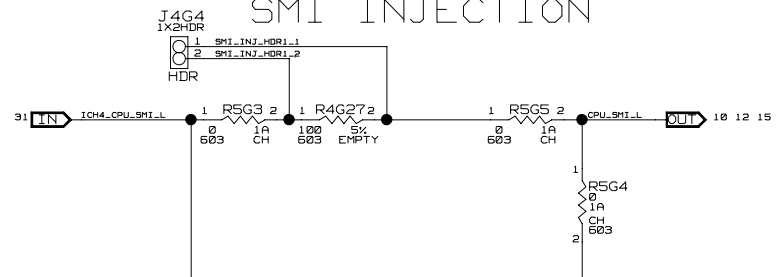 SMI INJECTION
J4G4
1X2HDR
1 SMI_INJ_HDR1_1
2 SMI_INJ_HDR1_2
HDR
31 IN ICH4_CPU_SMI_L
1 R5G3 2
0 1A
603 CH
1 R4G27 2
100 5%
603 EMPTY
1 R5G5 2
0 1A
603 CH
CPU_SMI_L OUT 10 12 15
1
R5G4
0
1A
CH
603
2